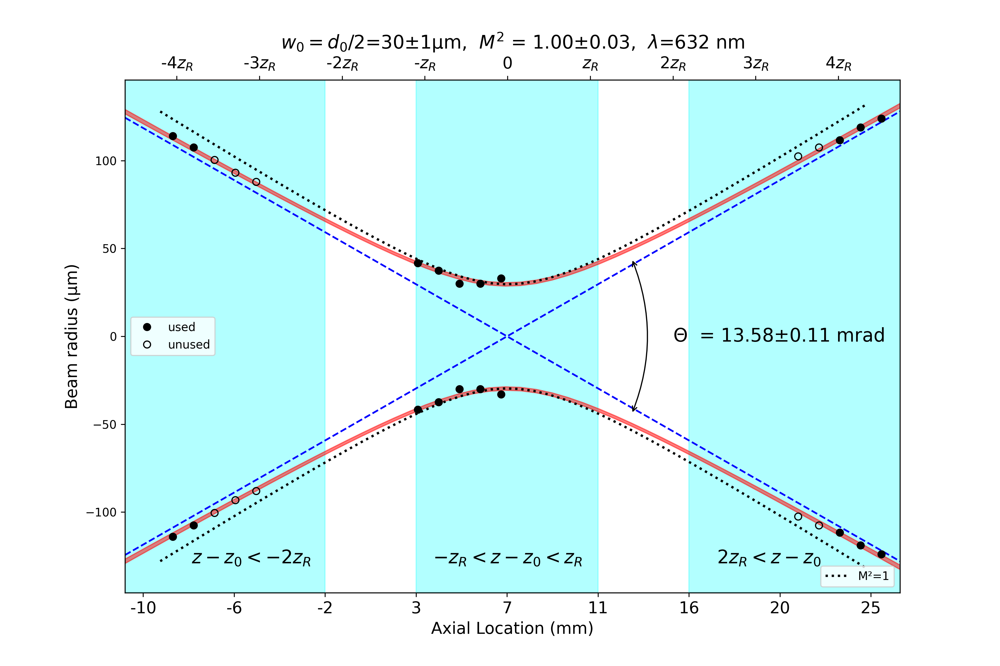 w₀ = d₀/2=30±1µm, M² = 1.00±0.03, λ=632 nm
-4z_R -3z_R -2z_R -z_R 0 z_R 2z_R 3z_R 4z_R
100
50
0
−50
−100
Beam radius (µm)
used
unused
Θ = 13.58±0.11 mrad
z − z₀ < −2z_R
−z_R < z − z₀ < z_R
2z_R < z − z₀
M²=1
-10 -6 -2 3 7 11 16 20 25
Axial Location (mm)